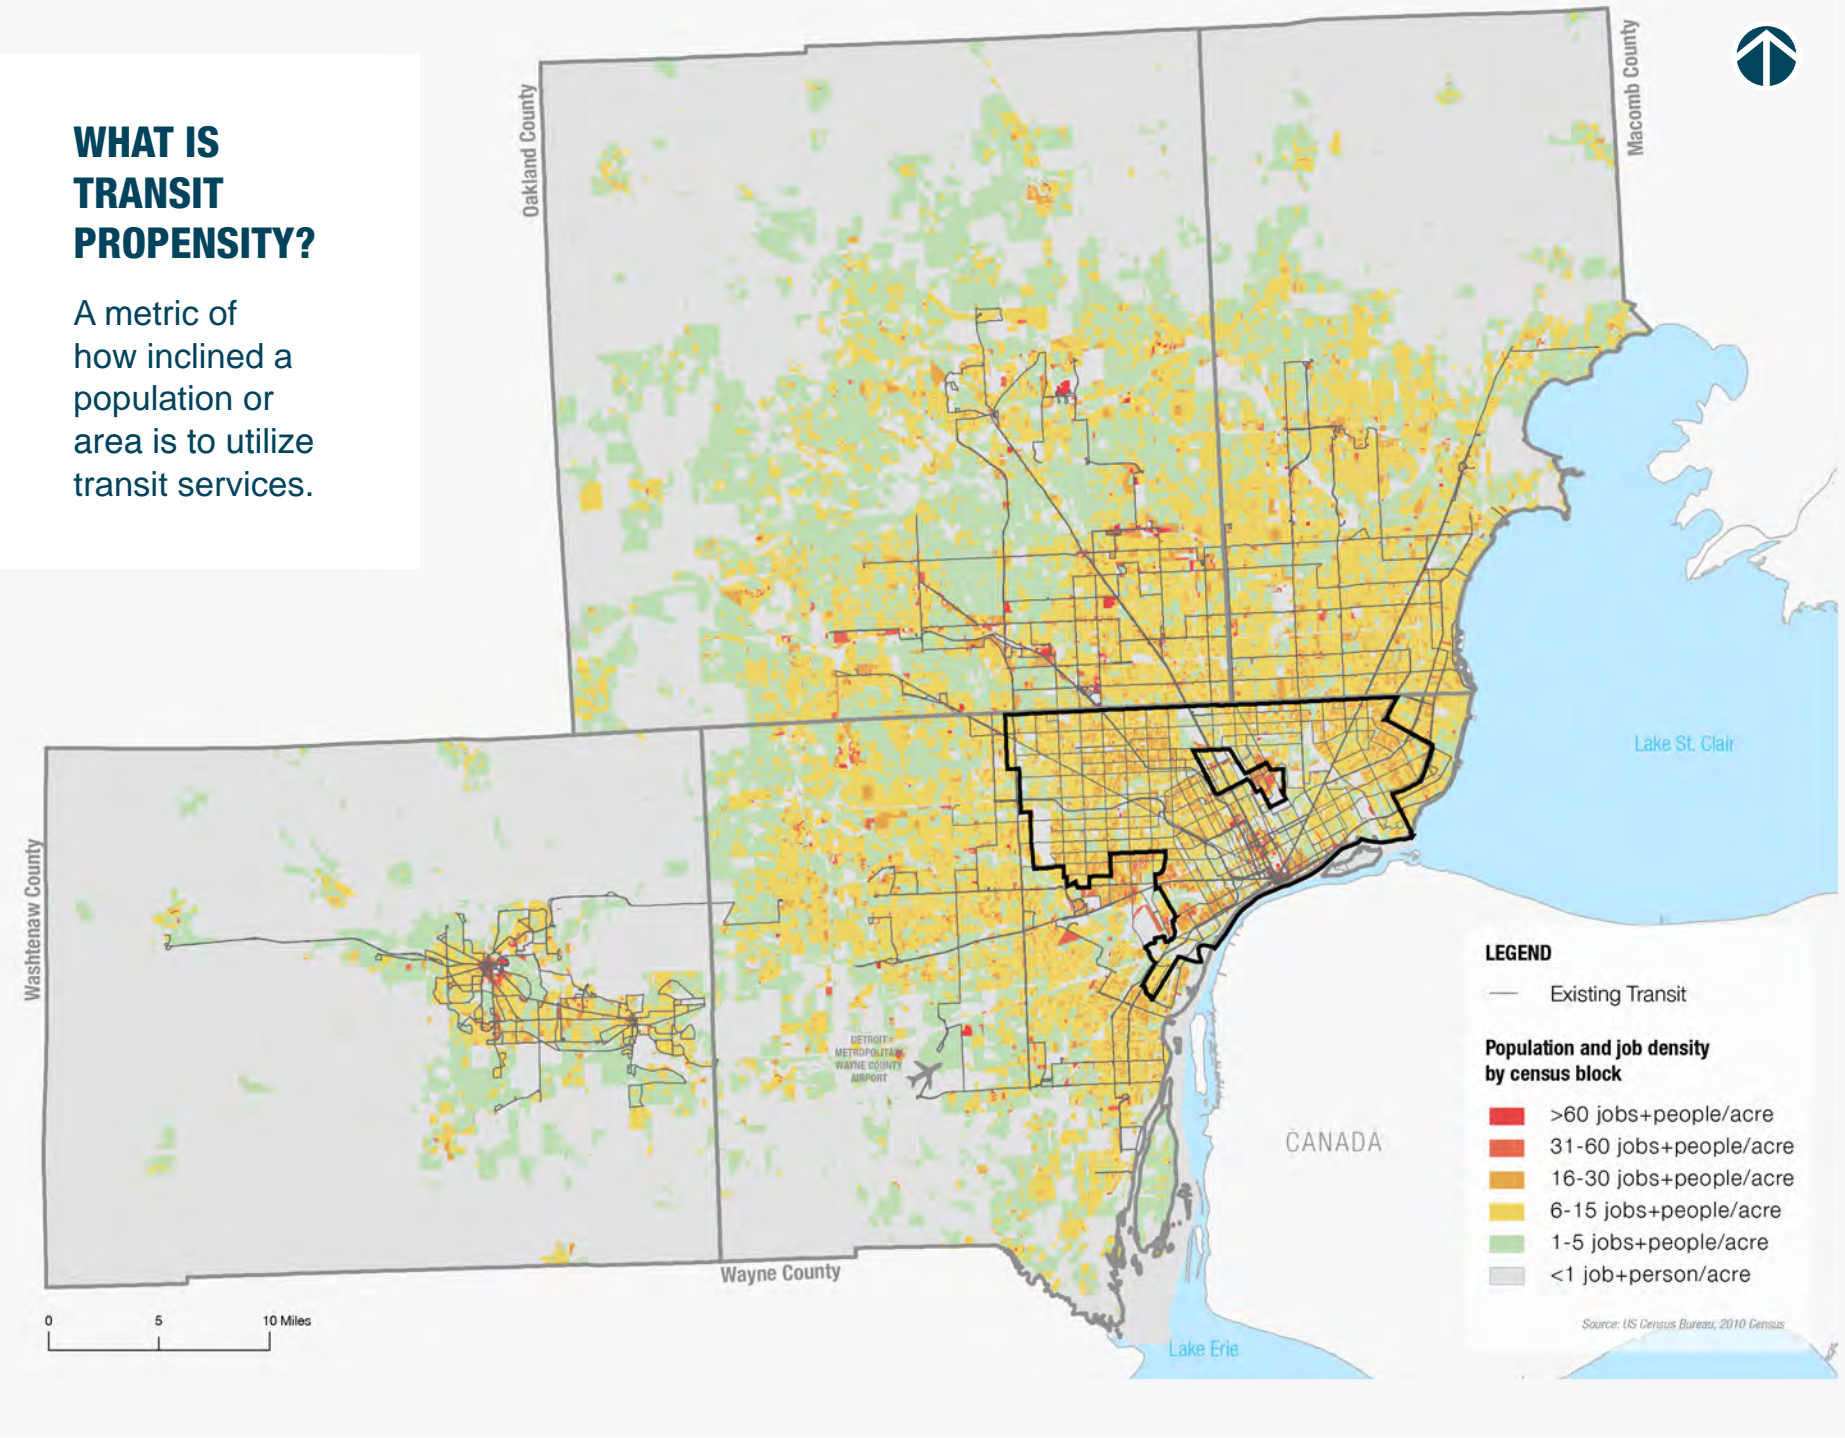 WHAT IS
TRANSIT
PROPENSITY?
A metric of
how inclined a
population or
area is to utilize
transit services.
Oakland County
Macomb County
Washtenaw County
Wayne County
Lake St. Clair
DETROIT
METROPOLITAN
WAYNE COUNTY
AIRPORT
CANADA
Lake Erie
LEGEND
Existing Transit
Population and job density
by census block
>60 jobs+people/acre
31-60 jobs+people/acre
16-30 jobs+people/acre
6-15 jobs+people/acre
1-5 jobs+people/acre
<1 job+person/acre
Source: US Census Bureau, 2010 Census
0 5 10 Miles